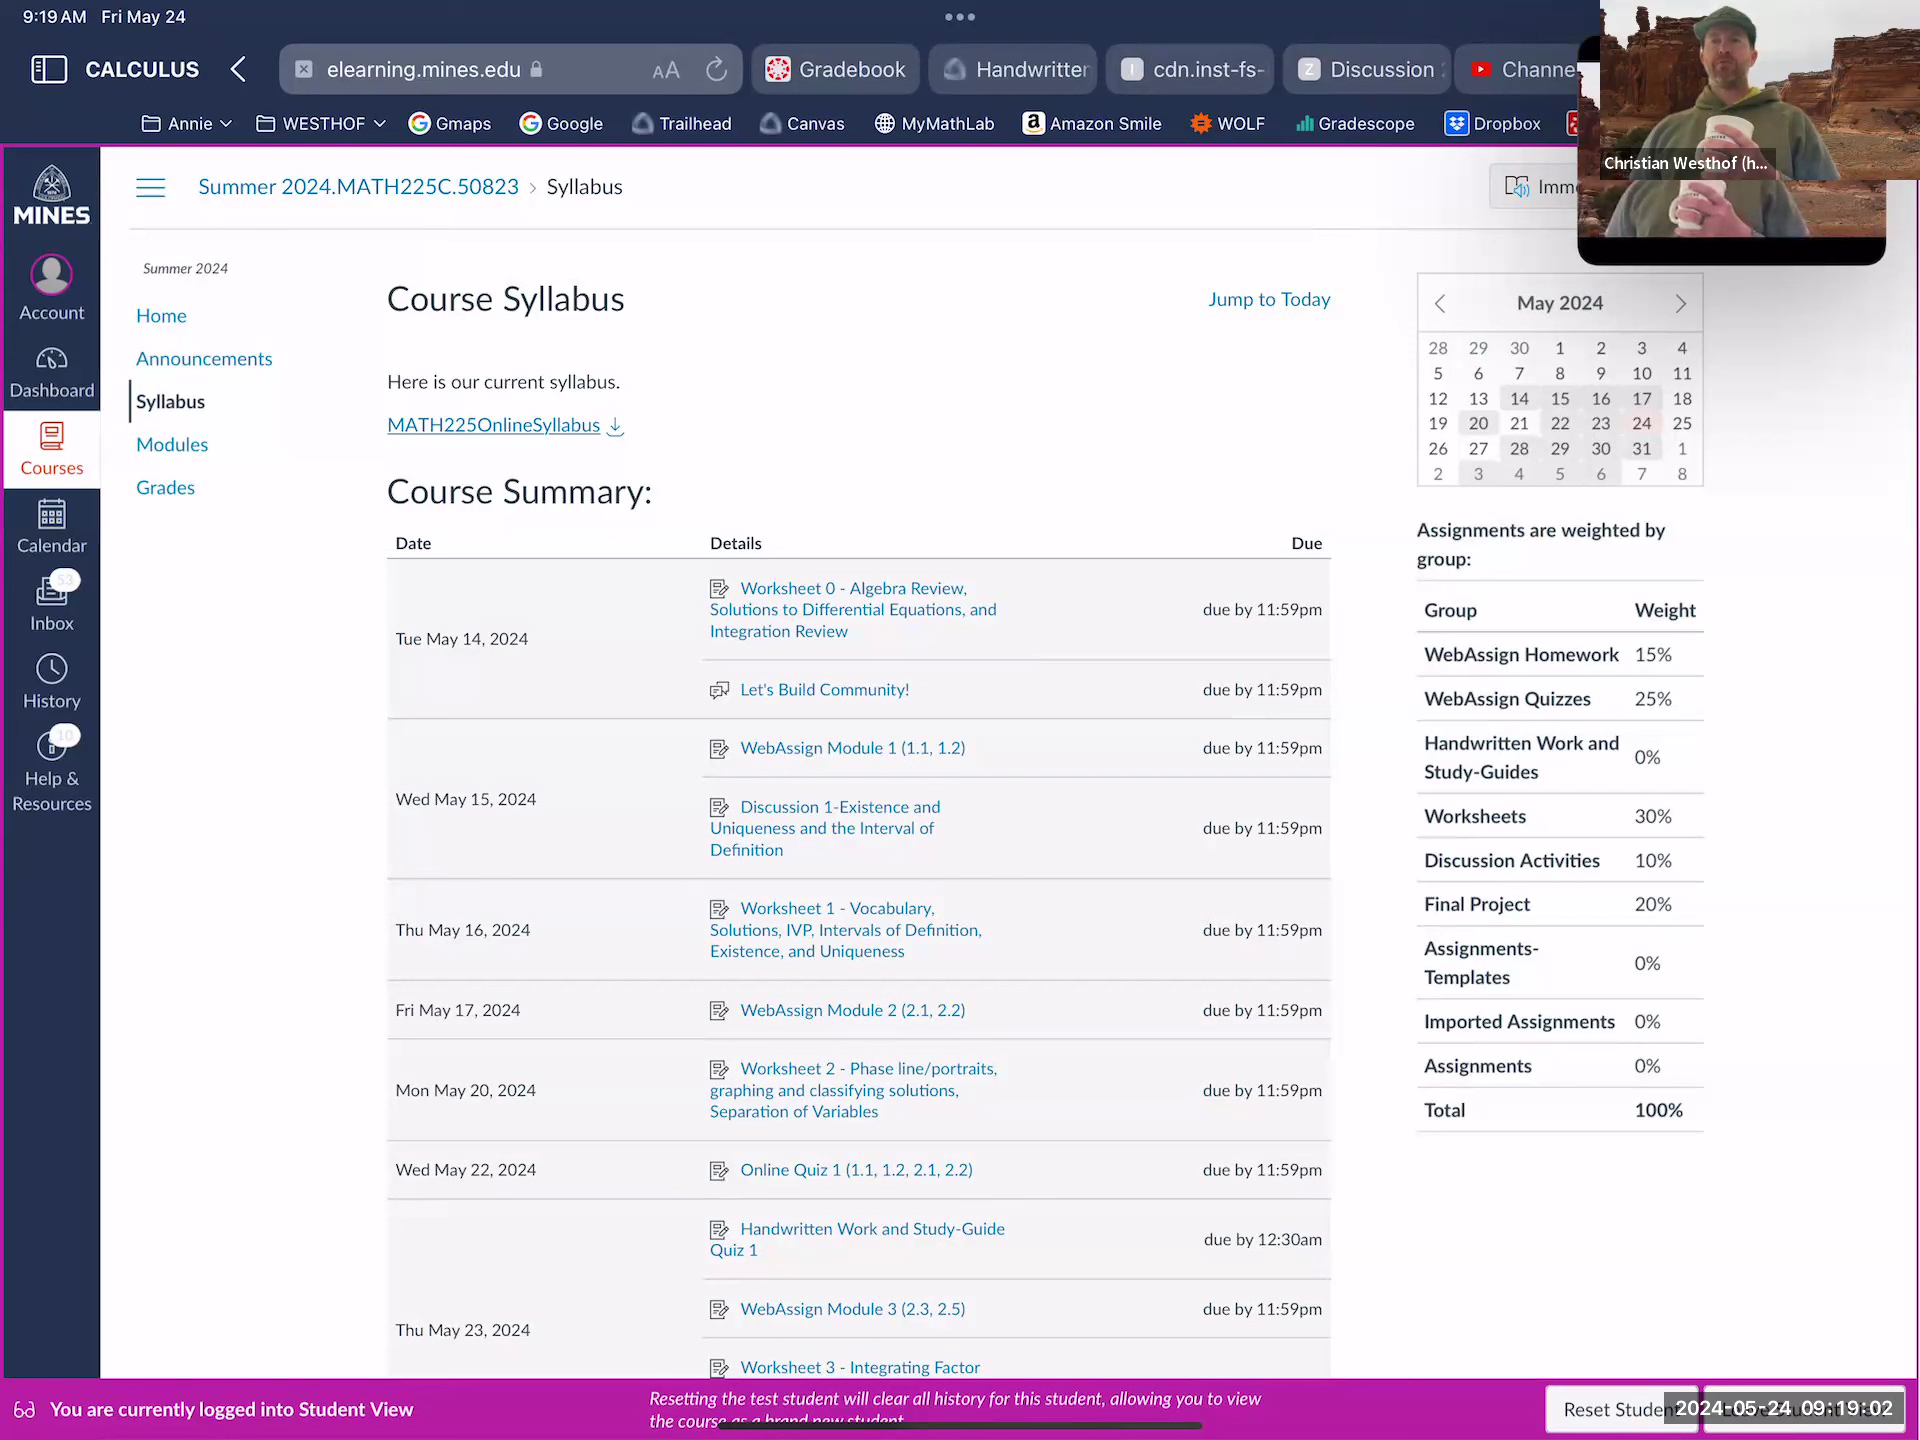 9:19 AM Fri May 24
CALCULUS
elearning.mines.edu
AA
Gradebook
Handwritten
cdn.inst-fs-
Discussion
Channe
Annie
WESTHOF
Gmaps
Google
Trailhead
Canvas
MyMathLab
Amazon Smile
WOLF
Gradescope
Dropbox
Christian Westhof (h...
MINES
Account
Dashboard
Courses
Calendar
53
Inbox
History
10
Help &
Resources
Summer 2024.MATH225C.50823 > Syllabus
Imme
Summer 2024
Home
Announcements
Syllabus
Modules
Grades
Course Syllabus
Jump to Today
Here is our current syllabus.
MATH225OnlineSyllabus
Course Summary:
Date Details Due
Tue May 14, 2024
Worksheet 0 - Algebra Review,
Solutions to Differential Equations, and
Integration Review
due by 11:59pm
Let's Build Community!
due by 11:59pm
Wed May 15, 2024
WebAssign Module 1 (1.1, 1.2)
due by 11:59pm
Discussion 1-Existence and
Uniqueness and the Interval of
Definition
due by 11:59pm
Thu May 16, 2024
Worksheet 1 - Vocabulary,
Solutions, IVP, Intervals of Definition,
Existence, and Uniqueness
due by 11:59pm
Fri May 17, 2024
WebAssign Module 2 (2.1, 2.2)
due by 11:59pm
Mon May 20, 2024
Worksheet 2 - Phase line/portraits,
graphing and classifying solutions,
Separation of Variables
due by 11:59pm
Wed May 22, 2024
Online Quiz 1 (1.1, 1.2, 2.1, 2.2)
due by 11:59pm
Thu May 23, 2024
Handwritten Work and Study-Guide
Quiz 1
due by 12:30am
WebAssign Module 3 (2.3, 2.5)
due by 11:59pm
Worksheet 3 - Integrating Factor
May 2024
28 29 30 1 2 3 4
5 6 7 8 9 10 11
12 13 14 15 16 17 18
19 20 21 22 23 24 25
26 27 28 29 30 31 1
2 3 4 5 6 7 8
Assignments are weighted by
group:
Group Weight
WebAssign Homework 15%
WebAssign Quizzes 25%
Handwritten Work and
Study-Guides
0%
Worksheets 30%
Discussion Activities 10%
Final Project 20%
Assignments-
Templates
0%
Imported Assignments 0%
Assignments 0%
Total 100%
You are currently logged into Student View
Resetting the test student will clear all history for this student, allowing you to view
the course as a brand new student.
Reset Student
2024-05-24 09:19:02